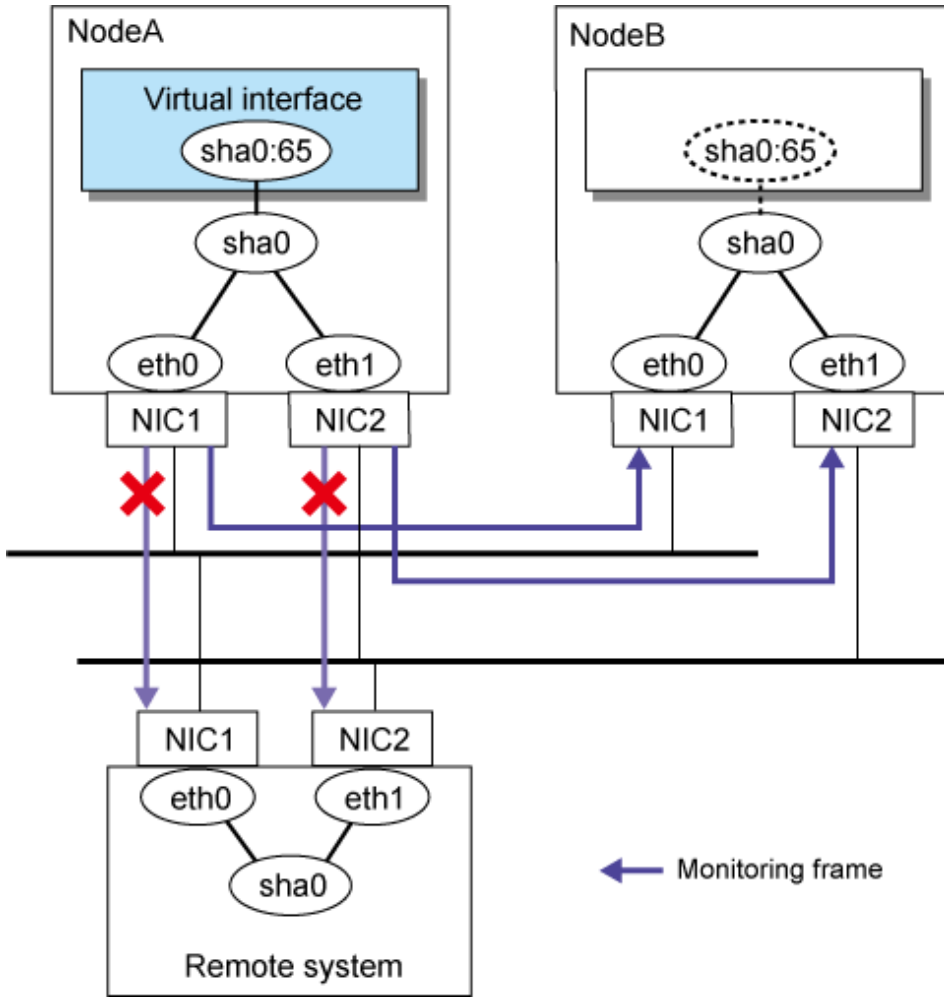 NodeA
Virtual interface
sha0:65
sha0
eth0
eth1
NIC1
NIC2
NodeB
sha0:65
sha0
eth0
eth1
NIC1
NIC2
NIC1
NIC2
eth0
eth1
sha0
Remote system
Monitoring frame